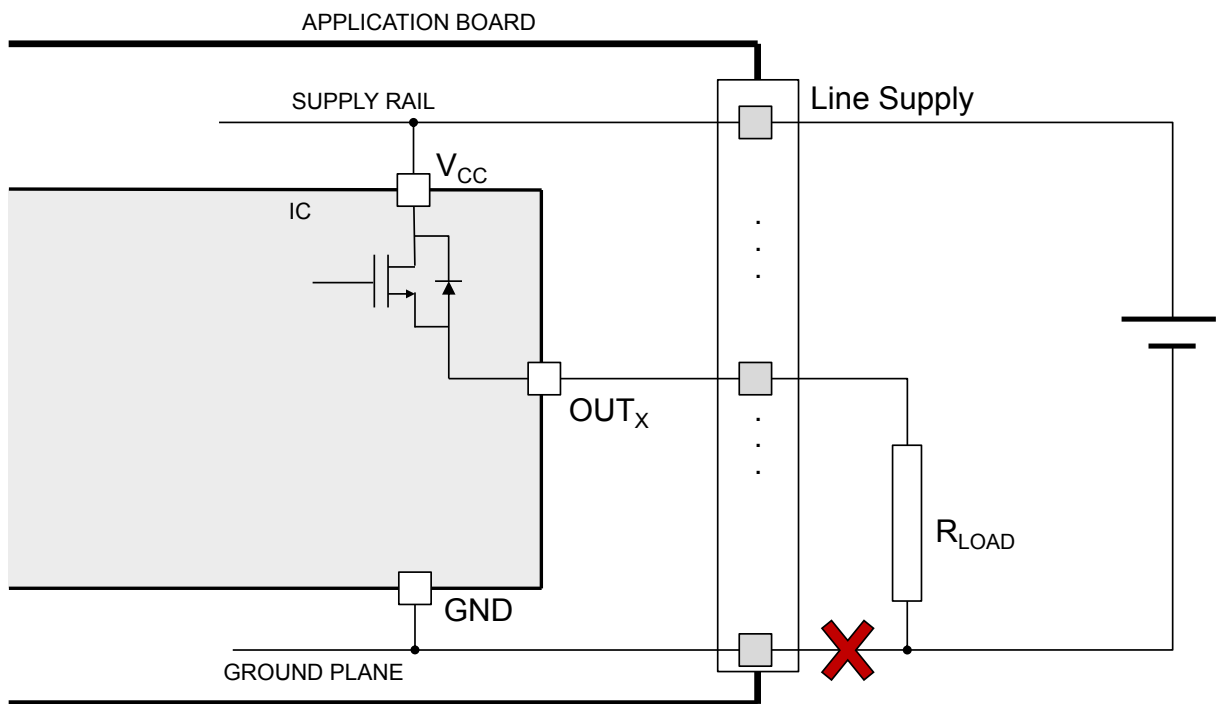 APPLICATION BOARD
SUPPLY RAIL
Line Supply
VCC
IC
OUTX
RLOAD
GND
GROUND PLANE